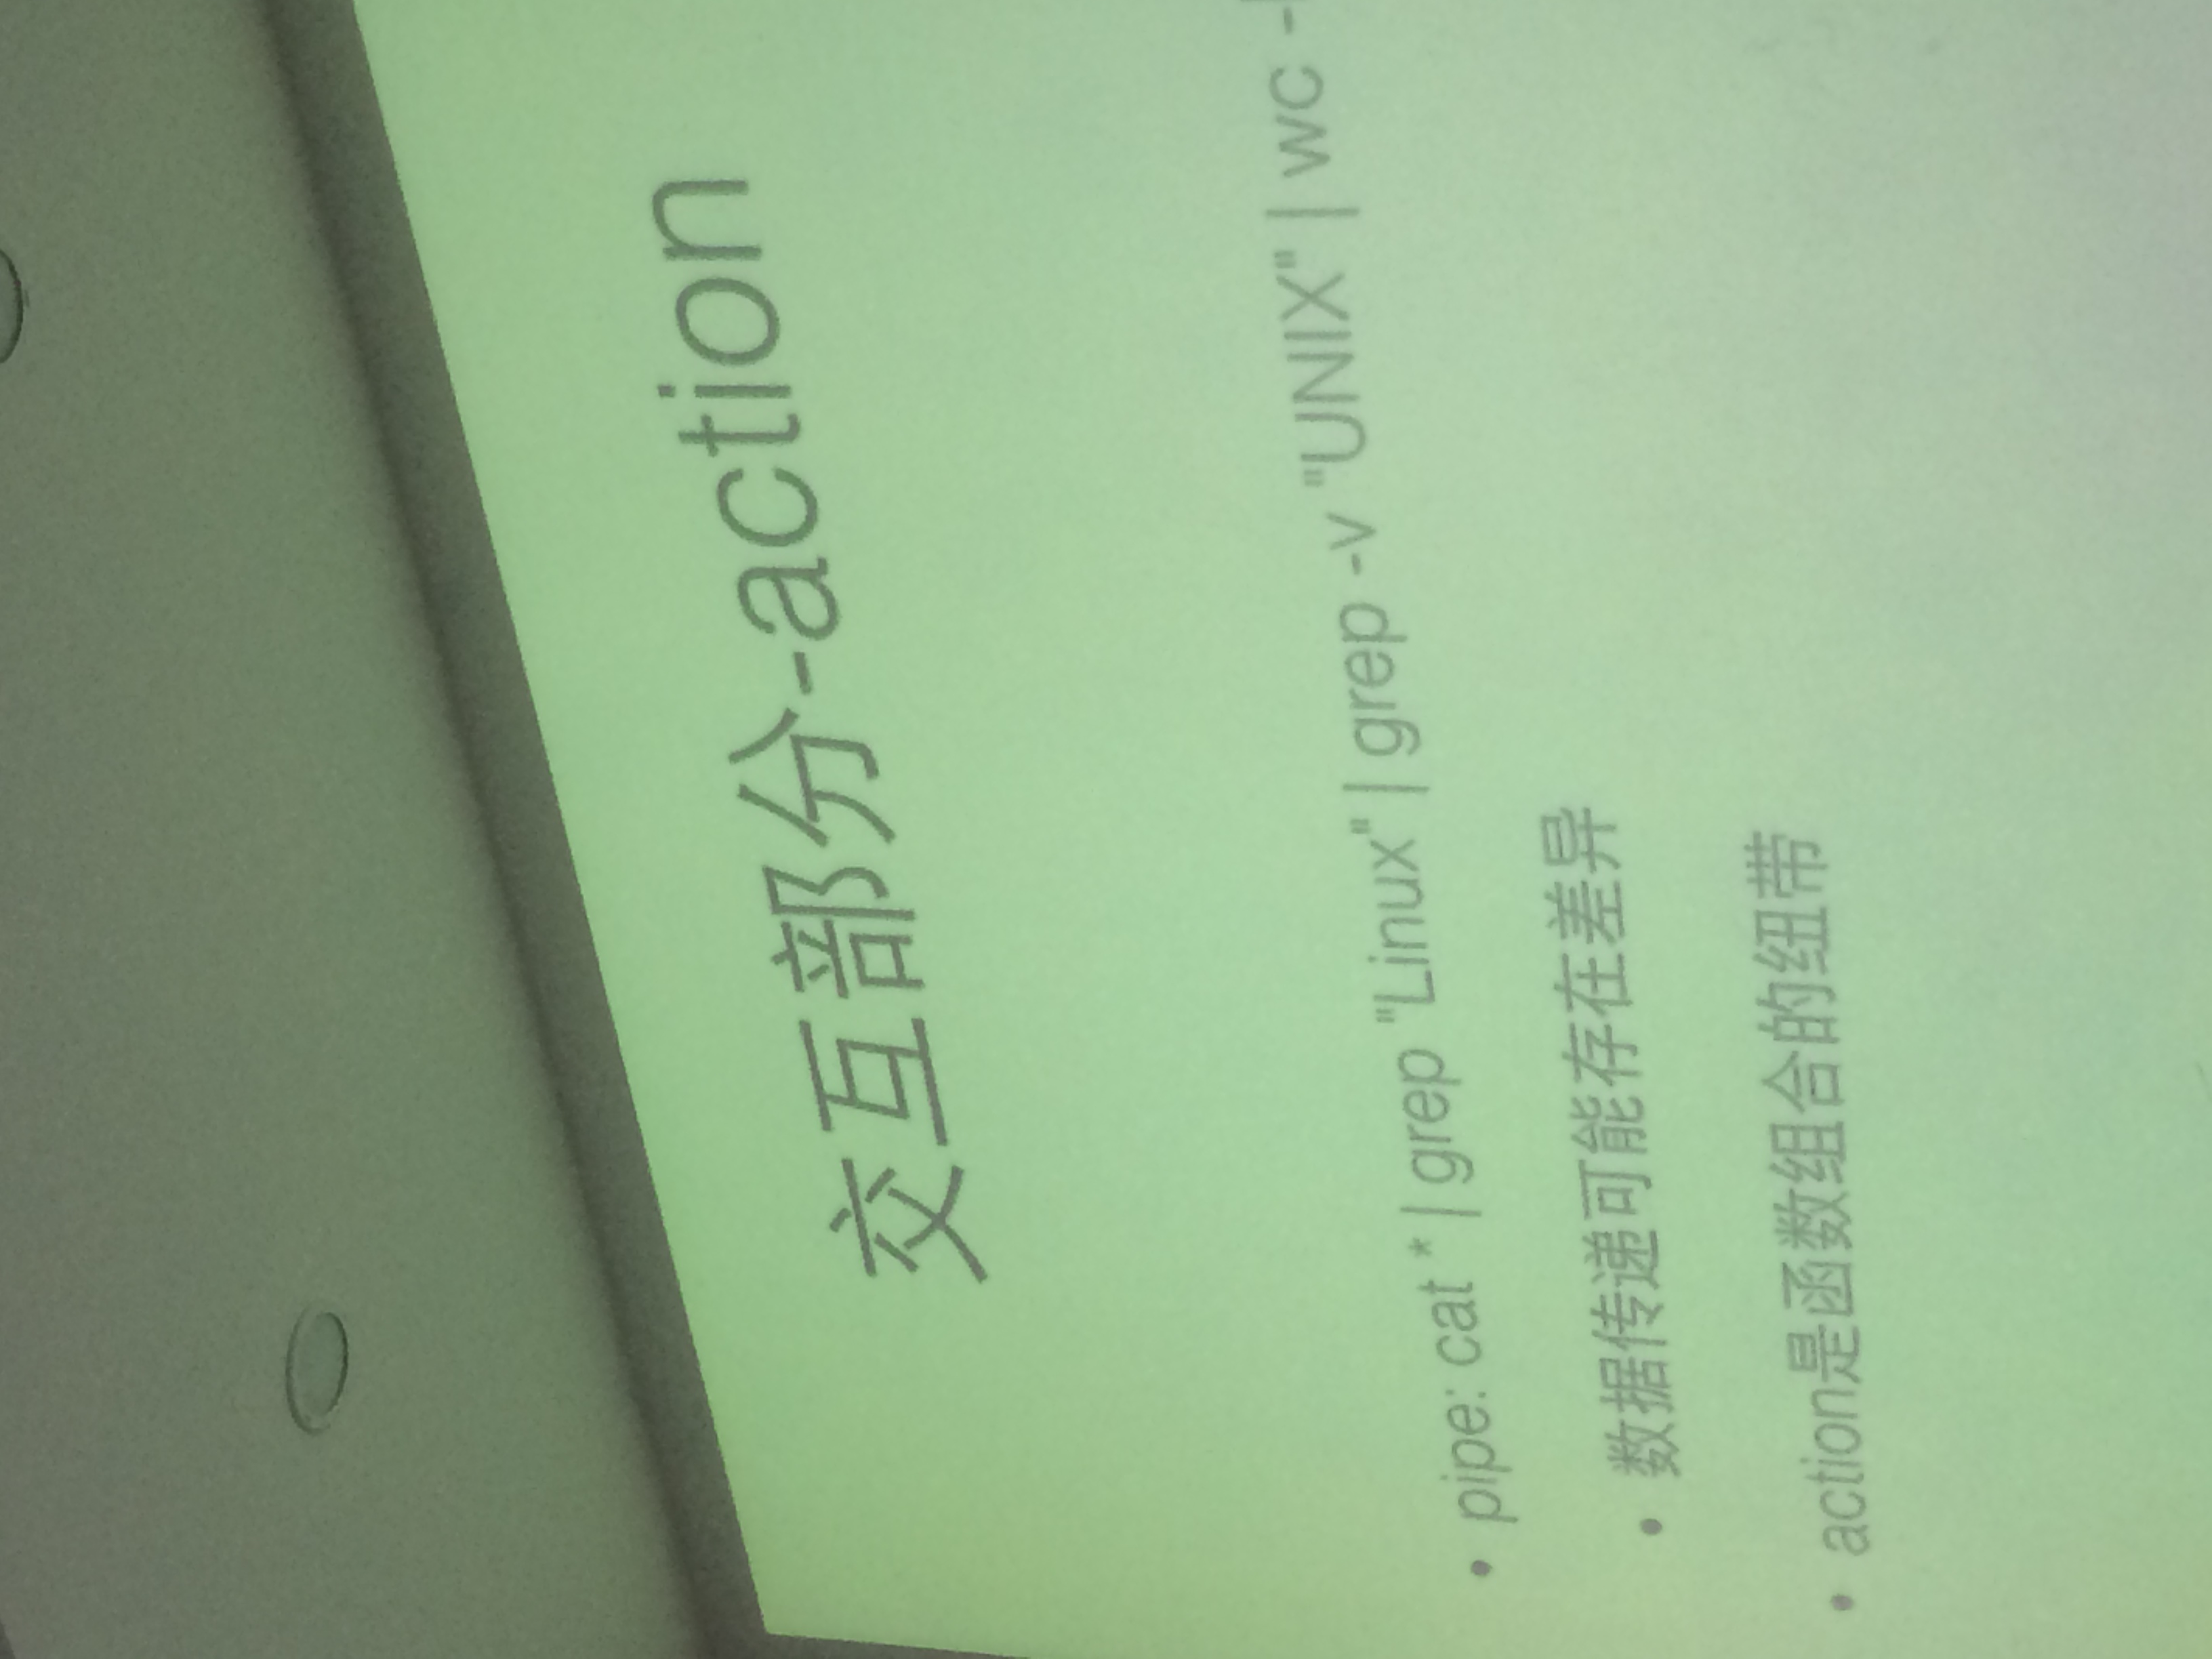 交互部分-action
• pipe: cat * | grep "Linux" | grep -v "UNIX" | wc -
• 数据传递可能存在差异
• action是函数组合的纽带